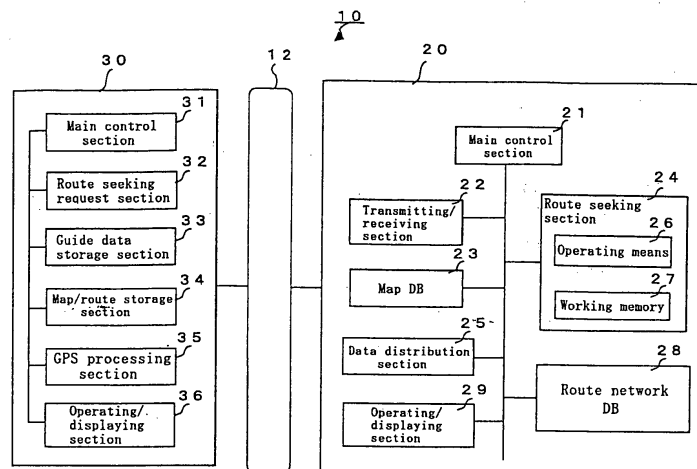 10
30
12
20
31
Main control
section
32
Route seeking
request section
33
Guide data
storage section
34
Map/route storage
section
35
GPS processing
section
36
Operating/
displaying section
21
Main control
section
22
Transmitting/
receiving
section
23
Map DB
25
Data distribution
section
29
Operating/
displaying
section
24
Route seeking
section
26
Operating means
27
Working memory
28
Route network
DB